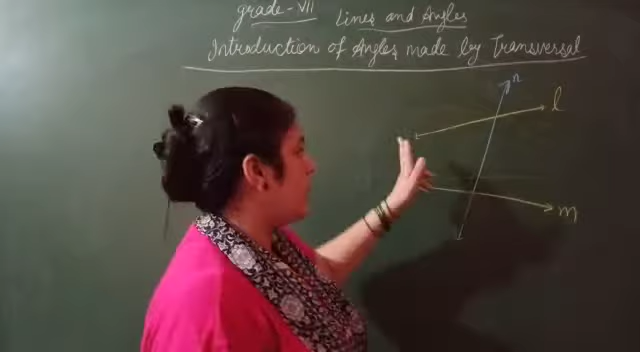 grade-VII Lines and Angles
Introduction of Angles made by Transversal
n
l
m